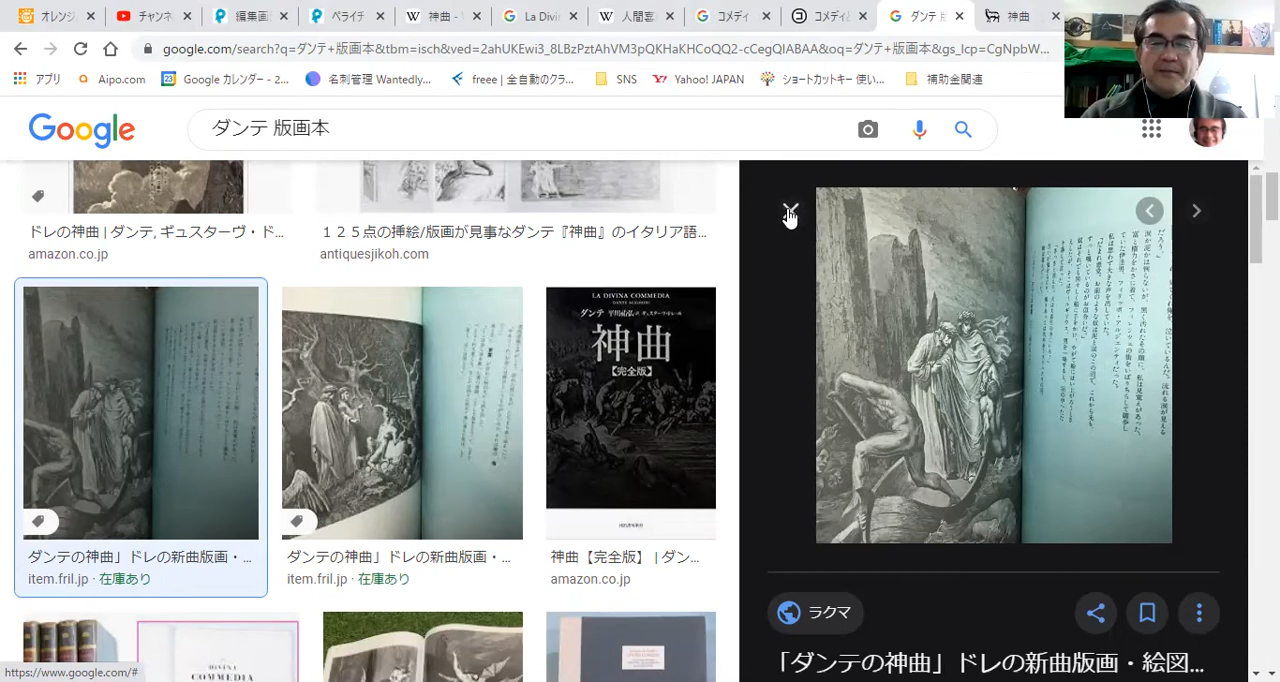 オレンジ
チャンネ
編集画
ペライチ
神曲 -
La Divi
人間喜
コメディ
コメディと
ダンテ 版
神曲
google.com/search?q=ダンテ+版画本&tbm=isch&ved=2ahUKEwi3_8LBzPztAhVM3pQKHaKHCoQQ2-cCegQIABAA&oq=ダンテ+版画本&gs_lcp=CgNpbW...
アプリ
Aipo.com
Google カレンダー - 2...
名刺管理 Wantedly...
freee | 全自動のクラ...
SNS
Yahoo! JAPAN
ショートカットキー 使い...
補助金関連
Google
ダンテ 版画本
ドレの神曲 | ダンテ, ギュスターヴ・ド...
amazon.co.jp
１２５点の挿絵/版画が見事なダンテ『神曲』のイタリア語...
antiquesjikoh.com
LA DIVINA COMMEDIA
DANTE ALIGHIERI
神曲
【完全版】
ダンテの神曲」ドレの新曲版画・...
item.fril.jp · 在庫あり
ダンテの神曲」ドレの新曲版画・...
item.fril.jp · 在庫あり
神曲【完全版】 | ダン...
amazon.co.jp
ラクマ
「ダンテの神曲」ドレの新曲版画・絵図...
https://www.google.com/#